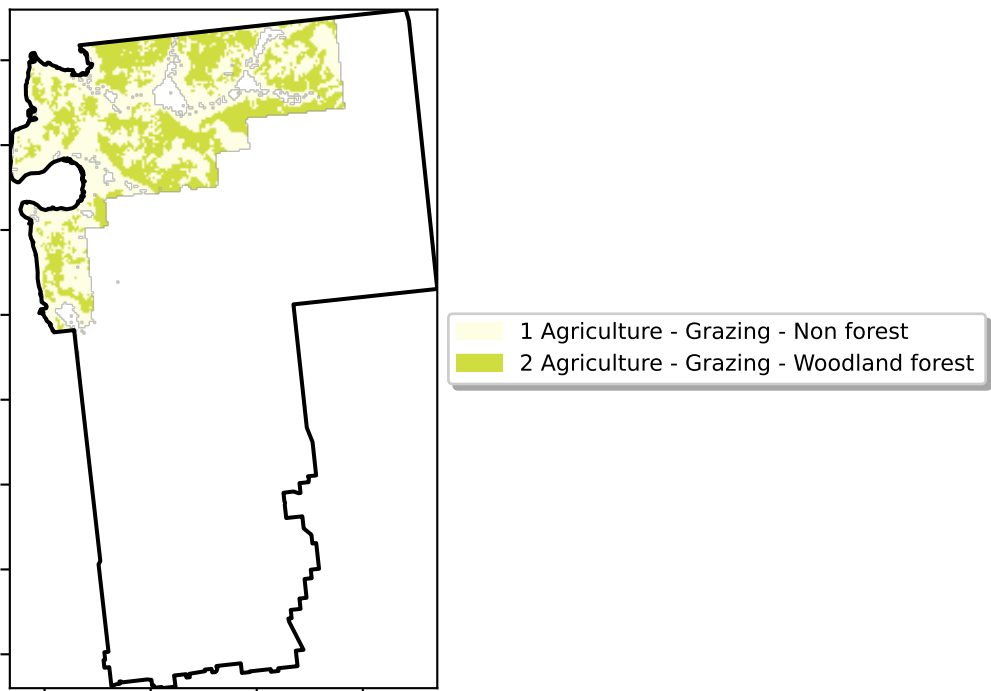 1 Agriculture - Grazing - Non forest
2 Agriculture - Grazing - Woodland forest